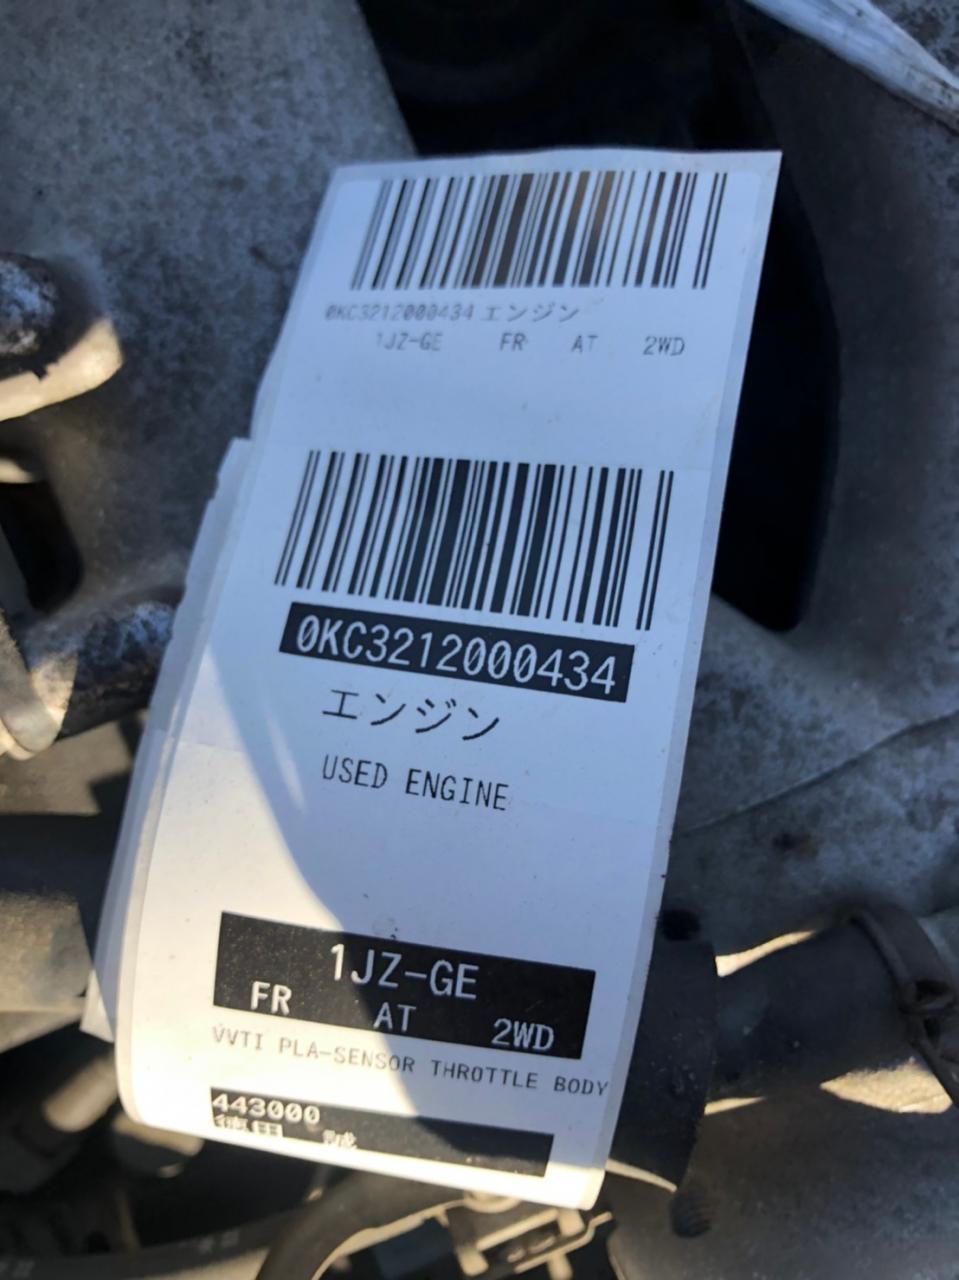 0KC3212000434 エンジン
1JZ-GE FR AT 2WD
0KC3212000434
エンジン
USED ENGINE
1JZ-GE
FR AT 2WD
VVTI PLA-SENSOR THROTTLE BODY
443000